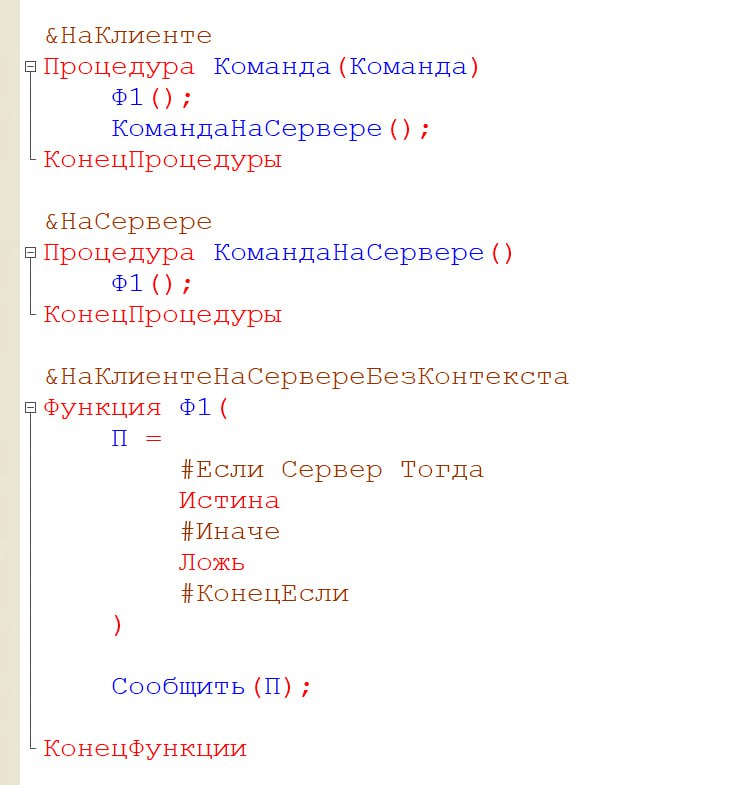 &НаКлиенте
Процедура Команда(Команда)
Ф1();
КомандаНаСервере();
КонецПроцедуры
&НаСервере
Процедура КомандаНаСервере()
Ф1();
КонецПроцедуры
&НаКлиентеНаСервереБезКонтекста
Функция Ф1(
П =
#Если Сервер Тогда
Истина
#Иначе
Ложь
#КонецЕсли
)
Сообщить(П);
КонецФункции